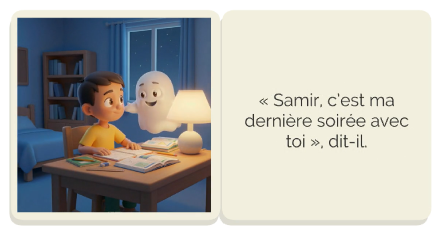 « Samir, c'est ma
dernière soirée avec
toi », dit-il.